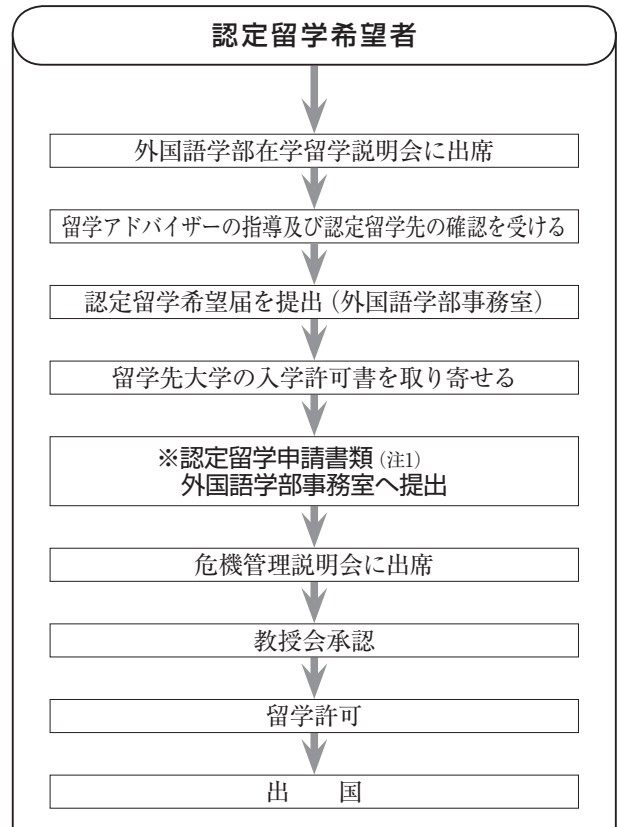 認定留学希望者
外国語学部在学留学説明会に出席
留学アドバイザーの指導及び認定留学先の確認を受ける
認定留学希望届を提出（外国語学部事務室）
留学先大学の入学許可書を取り寄せる
※認定留学申請書類（注1）
外国語学部事務室へ提出
危機管理説明会に出席
教授会承認
留学許可
出　　国